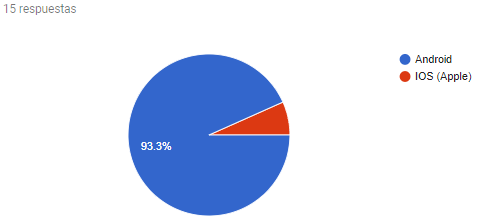 15 respuestas
Android
IOS (Apple)
93.3%